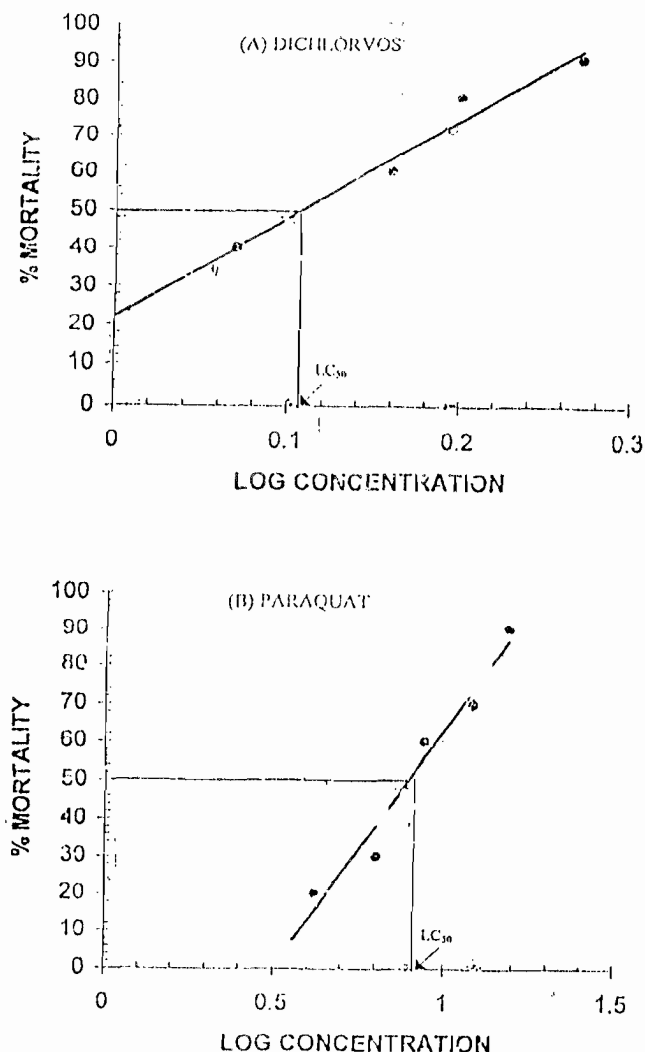 (A) DICHLORVOS
% MORTALITY
100
90
80
70
60
50
40
30
20
10
0
LC50
0 0.1 0.2 0.3
LOG CONCENTRATION
(B) PARAQUAT
% MORTALITY
100
90
80
70
60
50
40
30
20
10
0
LC50
0 0.5 1 1.5
LOG CONCENTRATION